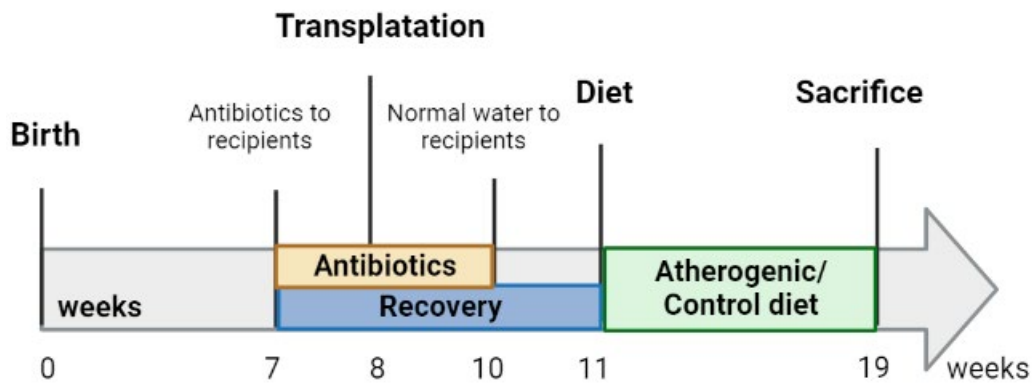 Transplatation
Antibiotics to
recipients
Normal water to
recipients
Diet
Sacrifice
Birth
Antibiotics
Recovery
weeks
Atherogenic/
Control diet
0 7 8 10 11 19 weeks